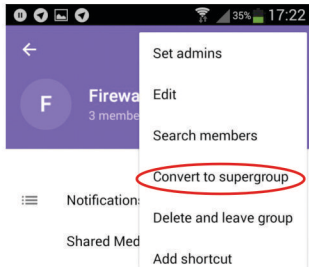 35% 17:22
Set admins
F Firewa Edit
3 membe
Search members
Convert to supergroup
Notification
Delete and leave group
Shared Med
Add shortcut